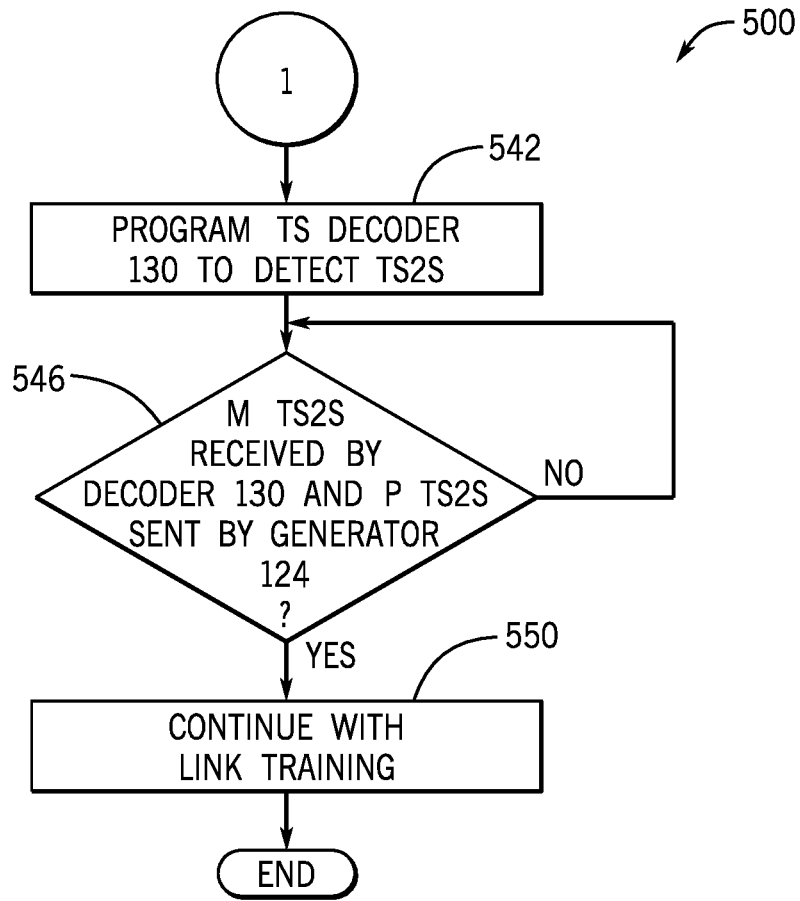 500
1
542
PROGRAM TS DECODER
130 TO DETECT TS2S
546
M TS2S
RECEIVED BY
DECODER 130 AND P TS2S
SENT BY GENERATOR
124
?
NO
YES
550
CONTINUE WITH
LINK TRAINING
END